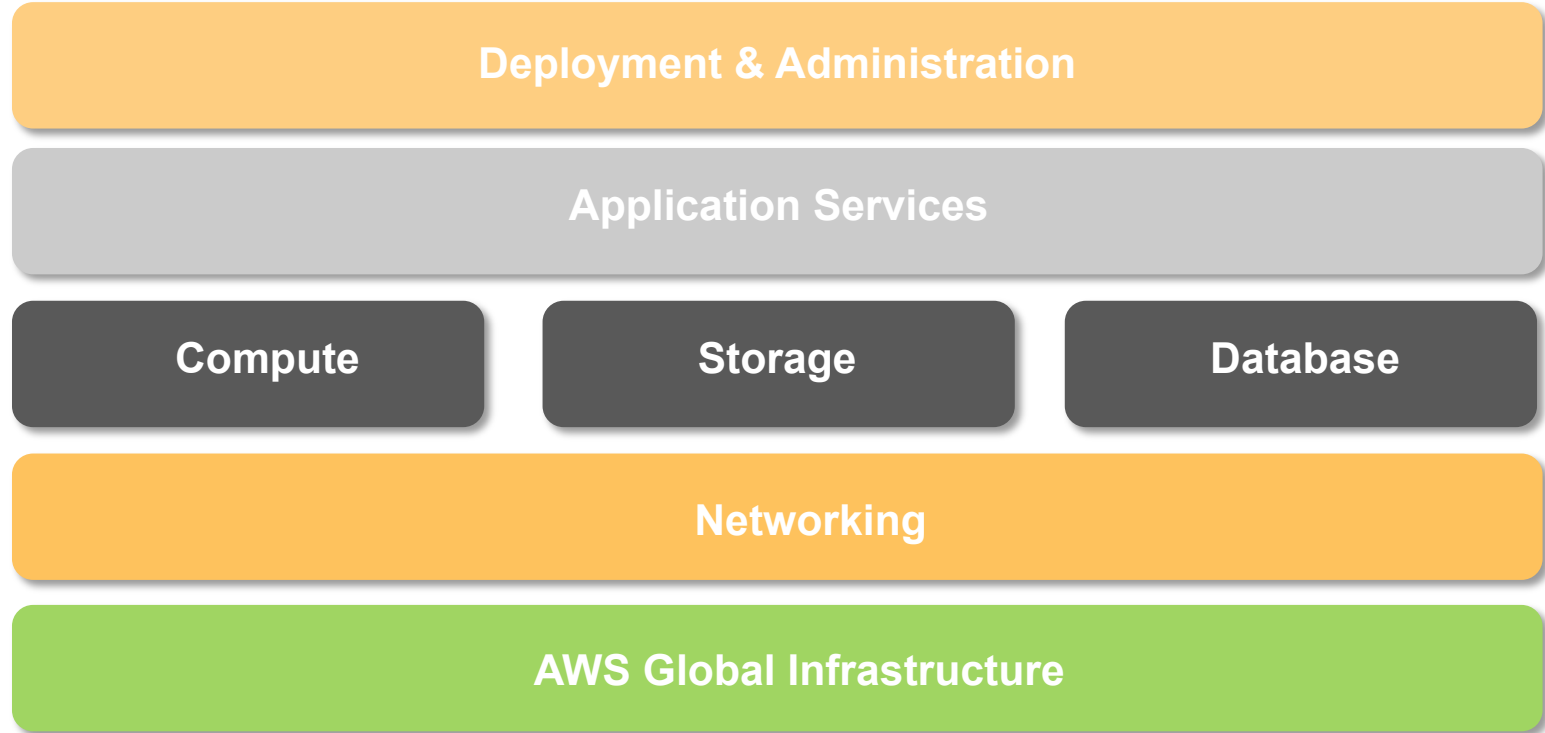 Deployment & Administration
Application Services
Compute
Storage
Database
Networking
AWS Global Infrastructure